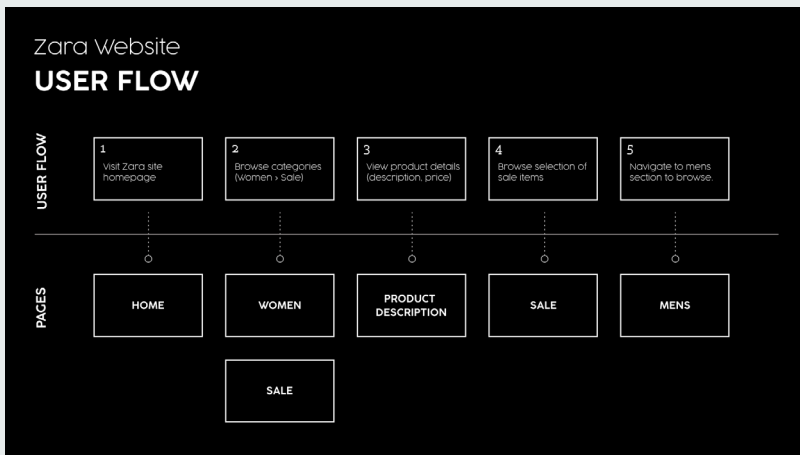 Zara Website
USER FLOW
USER FLOW
1
Visit Zara site
homepage
2
Browse categories
(Women > Sale)
3
View product details
(description, price)
4
Browse selection of
sale items
5
Navigate to mens
section to browse.
PAGES
HOME
WOMEN
PRODUCT
DESCRIPTION
SALE
MENS
SALE